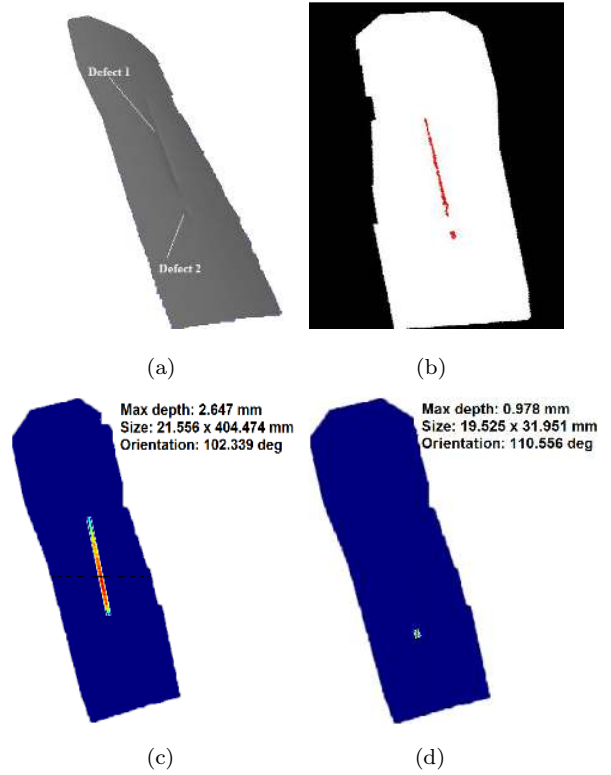 Defect 1
Defect 2
(a)
(b)
Max depth: 2.647 mm
Size: 21.556 x 404.474 mm
Orientation: 102.339 deg
Max depth: 0.978 mm
Size: 19.525 x 31.951 mm
Orientation: 110.556 deg
(c)
(d)